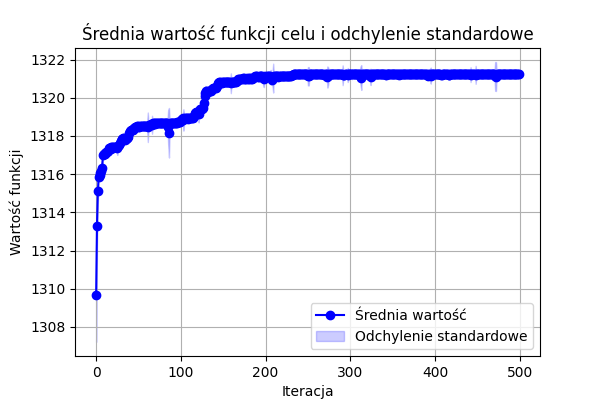 Średnia wartość funkcji celu i odchylenie standardowe
Wartość funkcji
1322
1320
1318
1316
1314
1312
1310
1308
0
100
200
300
400
500
Iteracja
Średnia wartość
Odchylenie standardowe